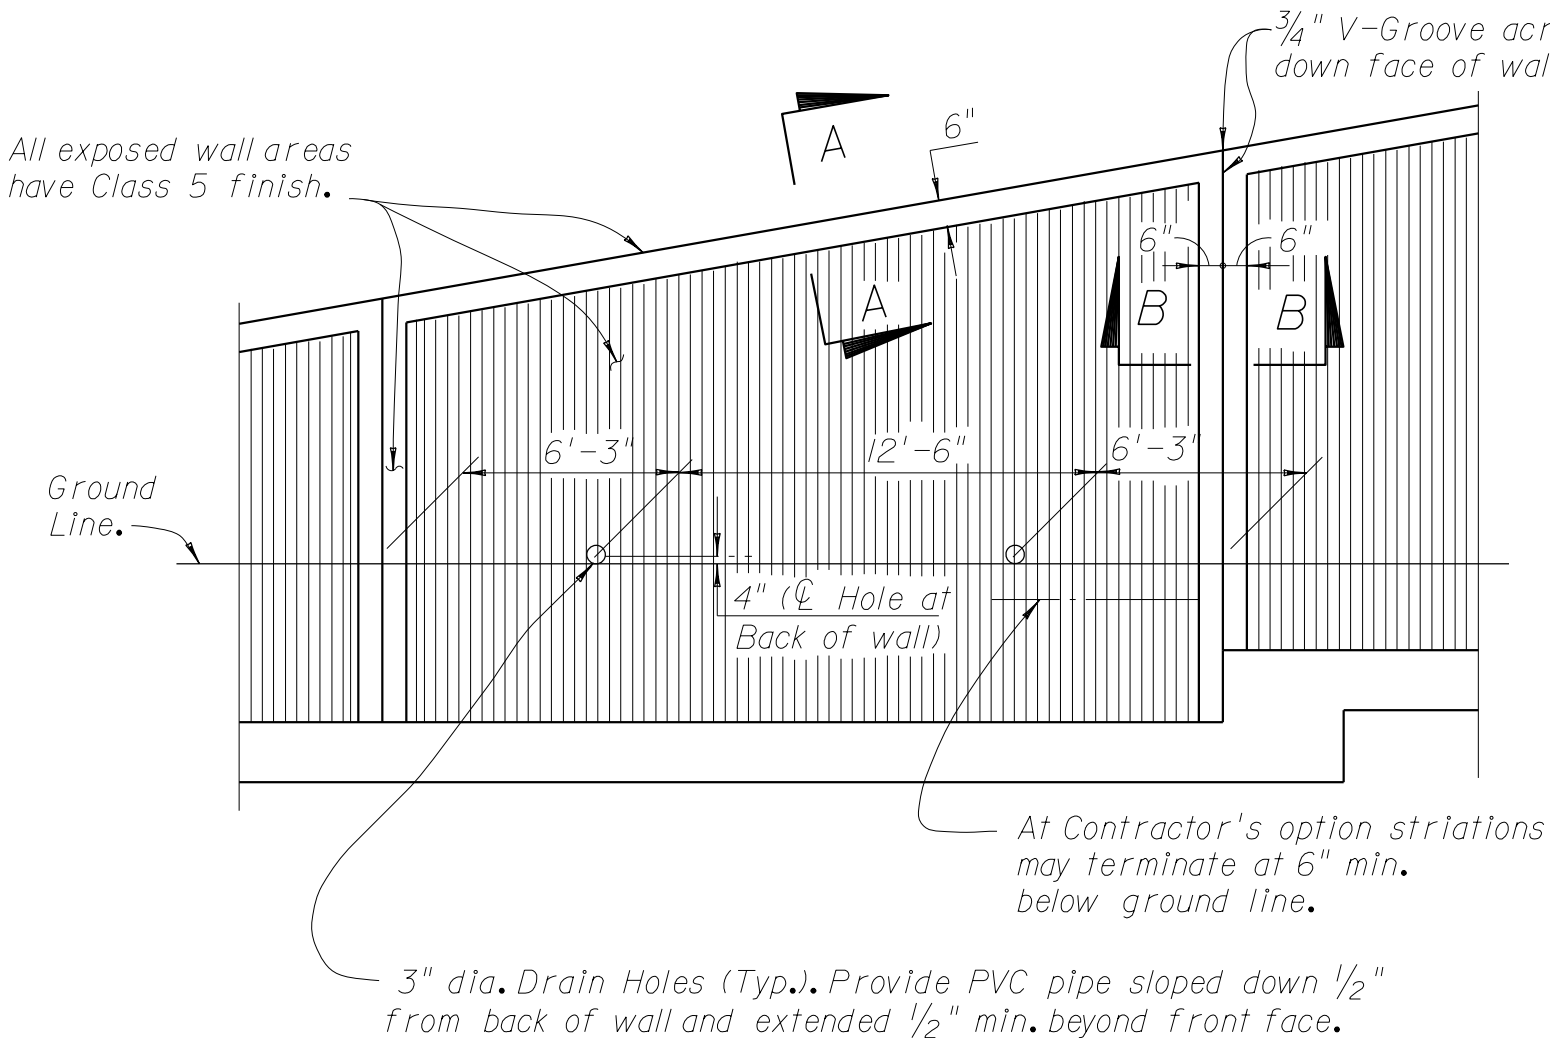 ¾" V-Groove acr
down face of wal
All exposed wall areas
have Class 5 finish.
A
6"
6"
6"
A
B
B
6'-3"
12'-6"
6'-3"
Ground
Line.
4" (℄ Hole at
Back of wall)
At Contractor's option striations
may terminate at 6" min.
below ground line.
3" dia. Drain Holes (Typ.). Provide PVC pipe sloped down ½"
from back of wall and extended ½" min. beyond front face.